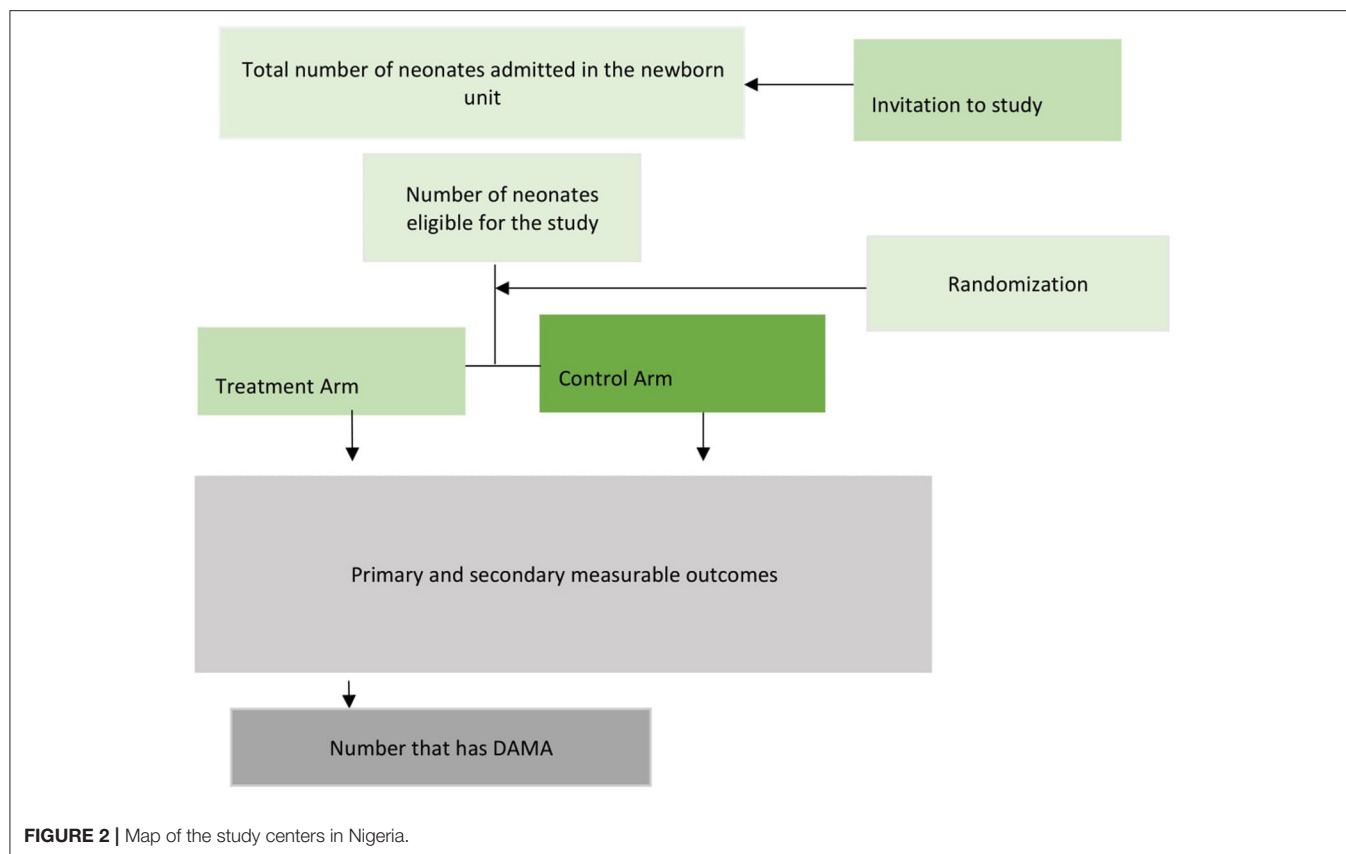 Total number of neonates admitted in the newborn
unit
Invitation to study
Number of neonates
eligible for the study
Randomization
Treatment Arm
Control Arm
Primary and secondary measurable outcomes
Number that has DAMA
FIGURE 2 | Map of the study centers in Nigeria.